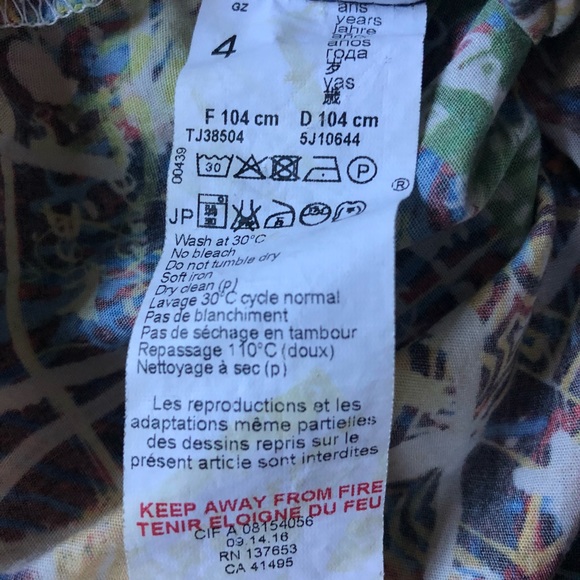 GZ
4
ans
years
Jahre
años
anos
года
岁
yaş
歳
F 104 cm D 104 cm
TJ38504 5J10644
00439
30
P
®
JP
Wash at 30°C
No bleach
Do not tumble dry
Soft iron
Dry clean (p)
Lavage 30°C cycle normal
Pas de blanchiment
Pas de séchage en tambour
Repassage 110°C (doux)
Nettoyage à sec (p)
Les reproductions et les
adaptations même partielles
des dessins repris sur le
présent article sont interdites
KEEP AWAY FROM FIRE
TENIR ELOIGNE DU FEU
CIF A 08154056
09.14.16
RN 137653
CA 41495